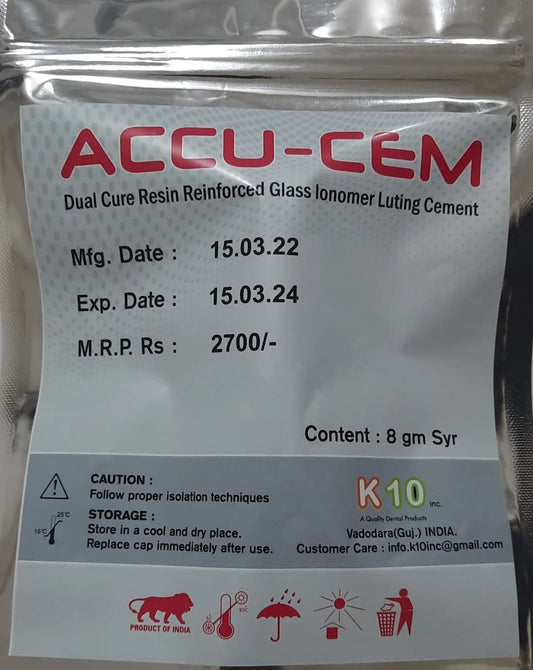 ACCU-CEM
Dual Cure Resin Reinforced Glass Ionomer Luting Cement
Mfg. Date : 15.03.22
Exp. Date : 15.03.24
M.R.P. Rs : 2700/-
Content : 8 gm Syr
CAUTION :
Follow proper isolation techniques
25°C
16°C
STORAGE :
Store in a cool and dry place.
Replace cap immediately after use.
K10 inc.
A Quality Dental Products
Vadodara(Guj.) INDIA.
Customer Care : info.k10inc@gmail.com
PRODUCT OF INDIA